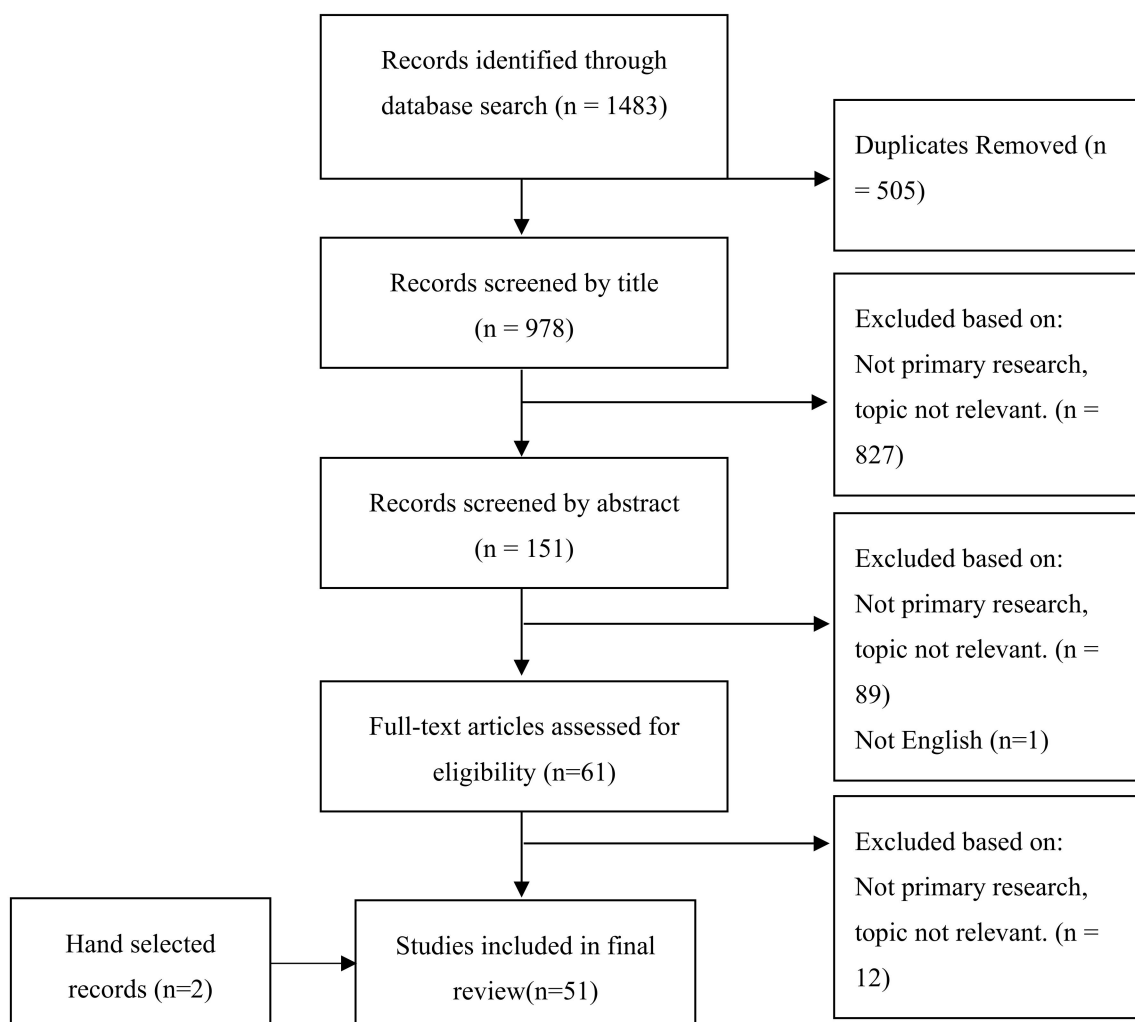 Records identified through
database search (n = 1483)
Duplicates Removed (n
= 505)
Records screened by title
(n = 978)
Excluded based on:
Not primary research,
topic not relevant. (n =
827)
Records screened by abstract
(n = 151)
Excluded based on:
Not primary research,
topic not relevant. (n =
89)
Not English (n=1)
Full-text articles assessed for
eligibility (n=61)
Excluded based on:
Not primary research,
topic not relevant. (n =
12)
Hand selected
records (n=2)
Studies included in final
review(n=51)